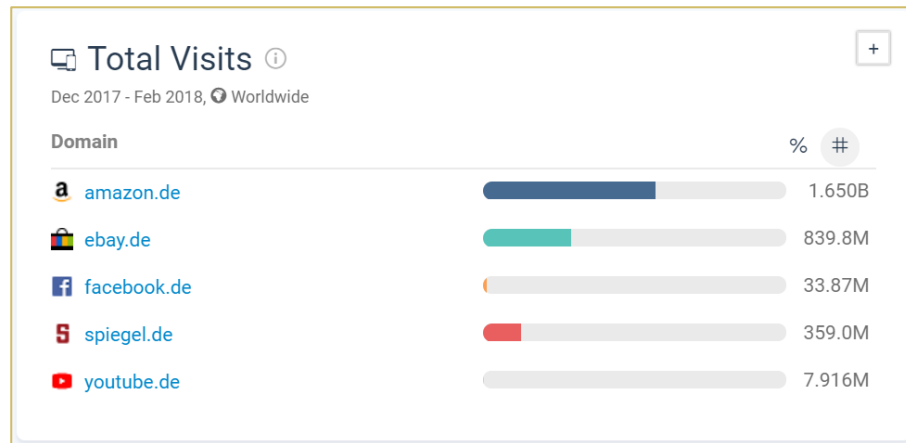 Total Visits
+
Dec 2017 - Feb 2018, Worldwide
Domain % #
amazon.de 1.650B
ebay.de 839.8M
facebook.de 33.87M
spiegel.de 359.0M
youtube.de 7.916M